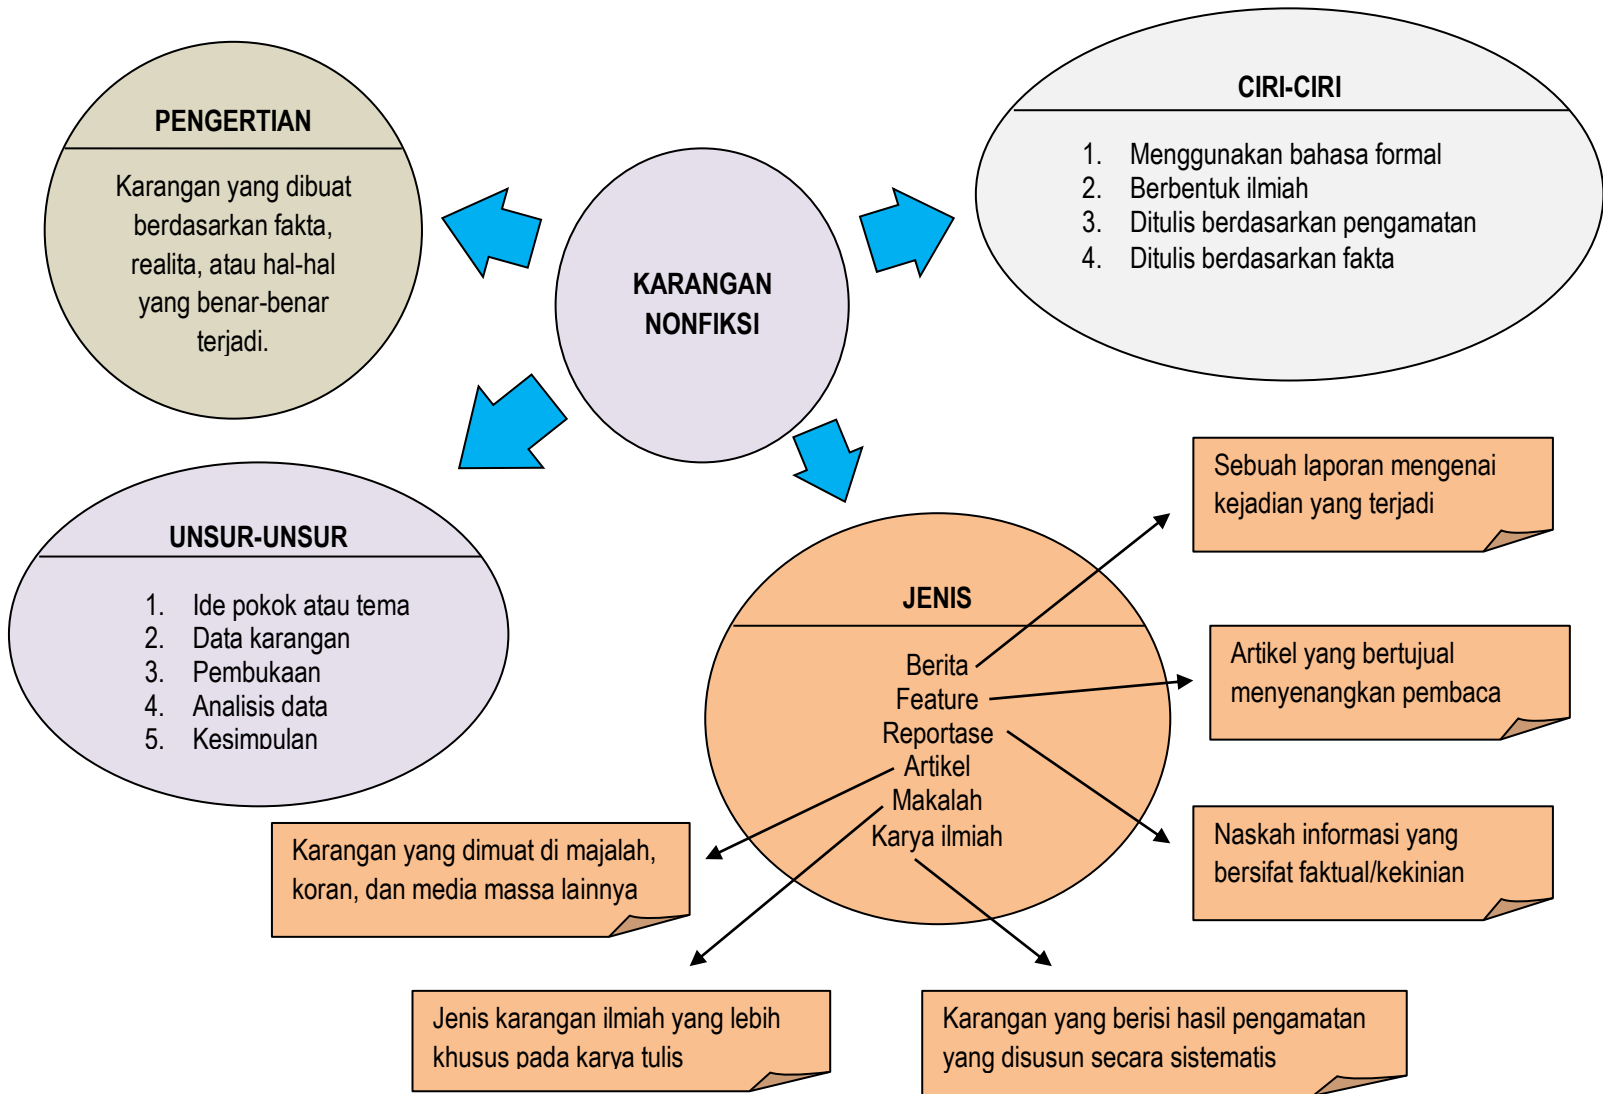 PENGERTIAN
Karangan yang dibuat
berdasarkan fakta,
realita, atau hal-hal
yang benar-benar
terjadi.
KARANGAN
NONFIKSI
CIRI-CIRI
1. Menggunakan bahasa formal
2. Berbentuk ilmiah
3. Ditulis berdasarkan pengamatan
4. Ditulis berdasarkan fakta
UNSUR-UNSUR
1. Ide pokok atau tema
2. Data karangan
3. Pembukaan
4. Analisis data
5. Kesimpulan
JENIS
Berita
Feature
Reportase
Artikel
Makalah
Karya ilmiah
Sebuah laporan mengenai
kejadian yang terjadi
Artikel yang bertujual
menyenangkan pembaca
Naskah informasi yang
bersifat faktual/kekinian
Karangan yang dimuat di majalah,
koran, dan media massa lainnya
Jenis karangan ilmiah yang lebih
khusus pada karya tulis
Karangan yang berisi hasil pengamatan
yang disusun secara sistematis